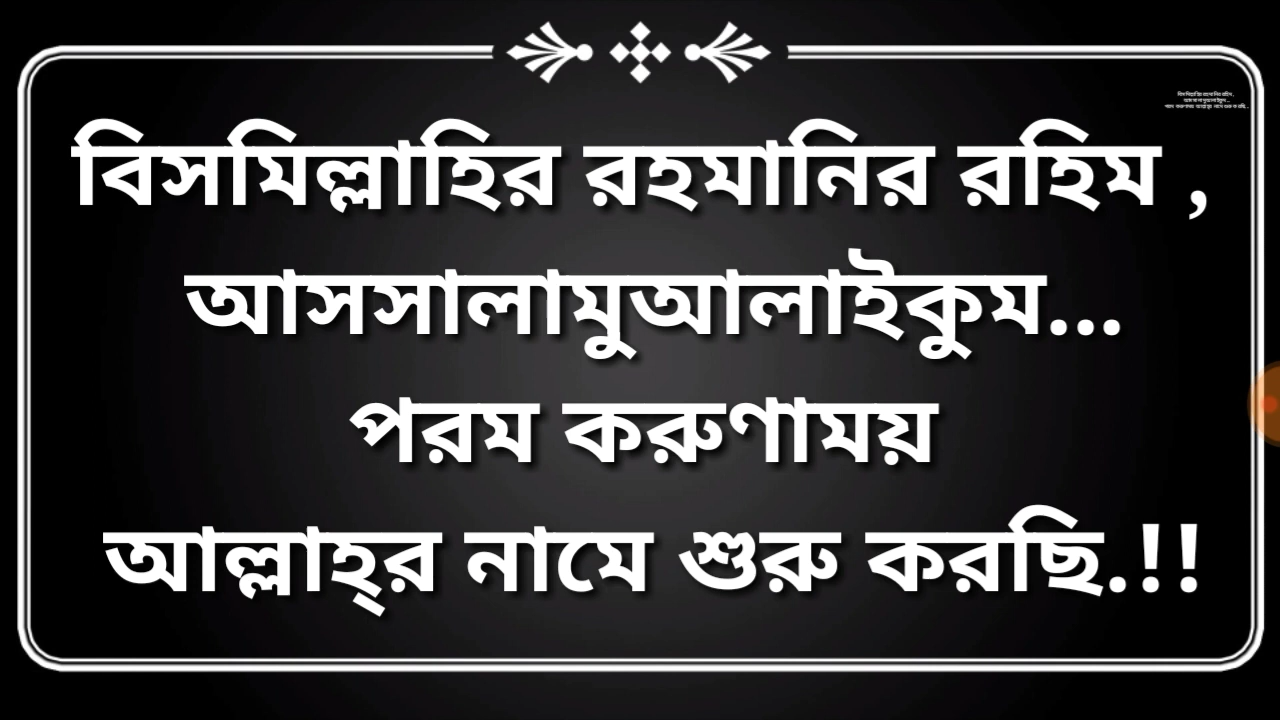 বিসমিল্লাহির রহমানির রহিম ,
আসসালামুআলাইকুম...
পরম করুণাময়
আল্লাহ্র নামে শুরু করছি.!!